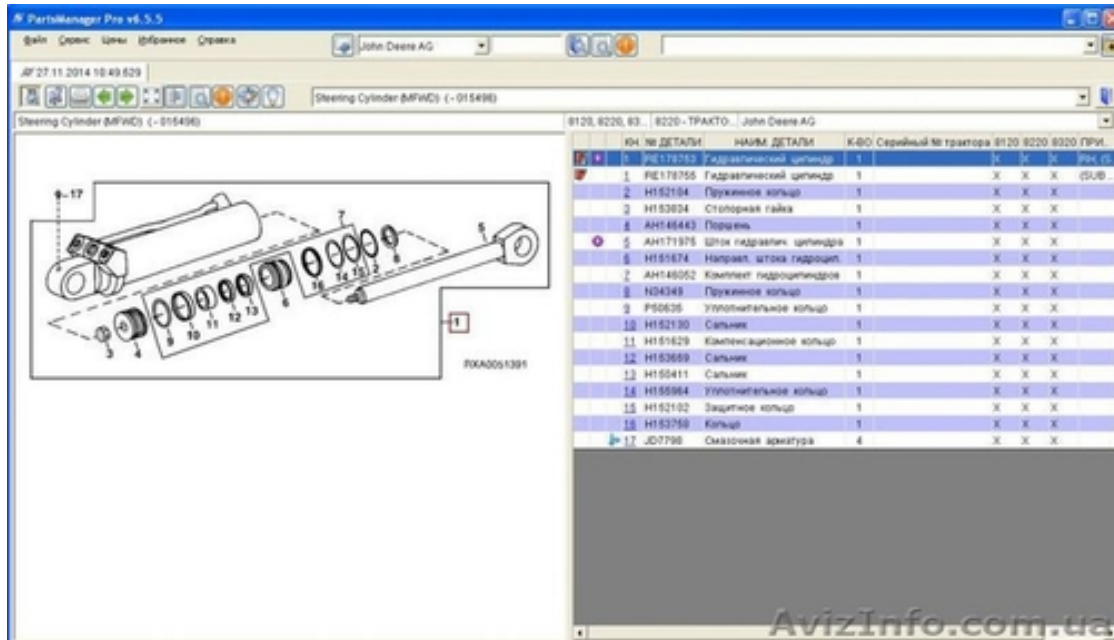 PartsManager Pro v6.5.5
Файл Сервис Цены Избранное Справка
John Deere AG
27.11.2014 10:49:629
Steering Cylinder (MFWD) (- 015498)
Steering Cylinder (MFWD) (- 015498)
8120, 8220, 83... 8220 - ТРАКТО... John Deere AG
КН. № ДЕТАЛИ НАИМ. ДЕТАЛИ К-ВО Серийный № трактора 8120 8220 8320 ПРИ...
1 RE178753 Гидравлический цилиндр 1 X X X RH, (S
1 RE178755 Гидравлический цилиндр 1 X X X (SUB ...
2 H152104 Пружинное кольцо 1 X X X
3 H153834 Стопорная гайка 1 X X X
4 AH146443 Поршень 1 X X X
5 AH171975 Шток гидравлич. цилиндра 1 X X X
6 H151674 Направл. штока гидроцил. 1 X X X
7 AH146052 Комплект гидроцилиндров 1 X X X
8 N34349 Пружинное кольцо 1 X X X
9 P50635 Уплотнительное кольцо 1 X X X
10 H152130 Сальник 1 X X X
11 H151629 Компенсационное кольцо 1 X X X
12 H153669 Сальник 1 X X X
13 H150411 Сальник 1 X X X
14 H155964 Уплотнительное кольцо 1 X X X
15 H152102 Защитное кольцо 1 X X X
16 H153758 Кольцо 1 X X X
17 JD7798 Смазочная арматура 4 X X X
17
7
5
16 14 15 2 8
6
9 10 11 12 13
3 4
1
RXA0051391
AvizInfo.com.ua